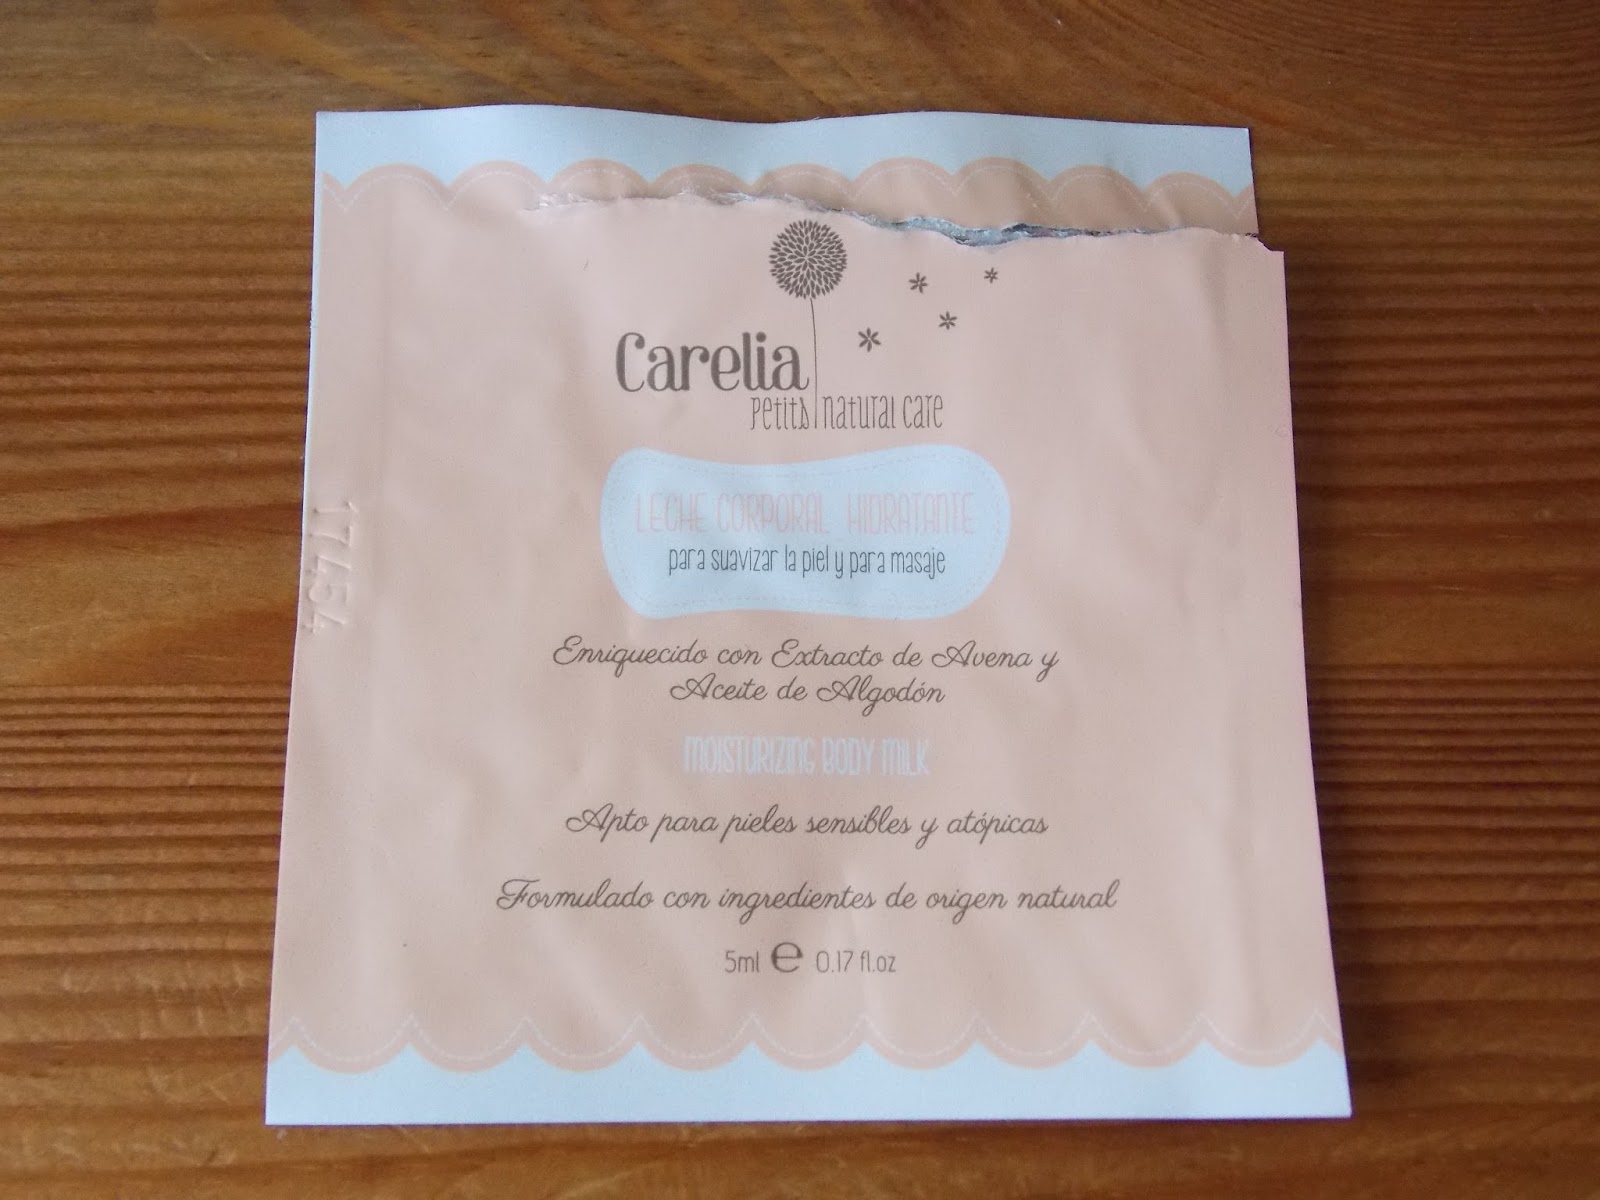 Carelia
Petits natural care
LECHE CORPORAL HIDRATANTE
para suavizar la piel y para masaje
Enriquecido con Extracto de Avena y
Aceite de Algodón
MOISTURIZING BODY MILK
Apto para pieles sensibles y atópicas
Formulado con ingredientes de origen natural
5ml e 0.17 fl.oz